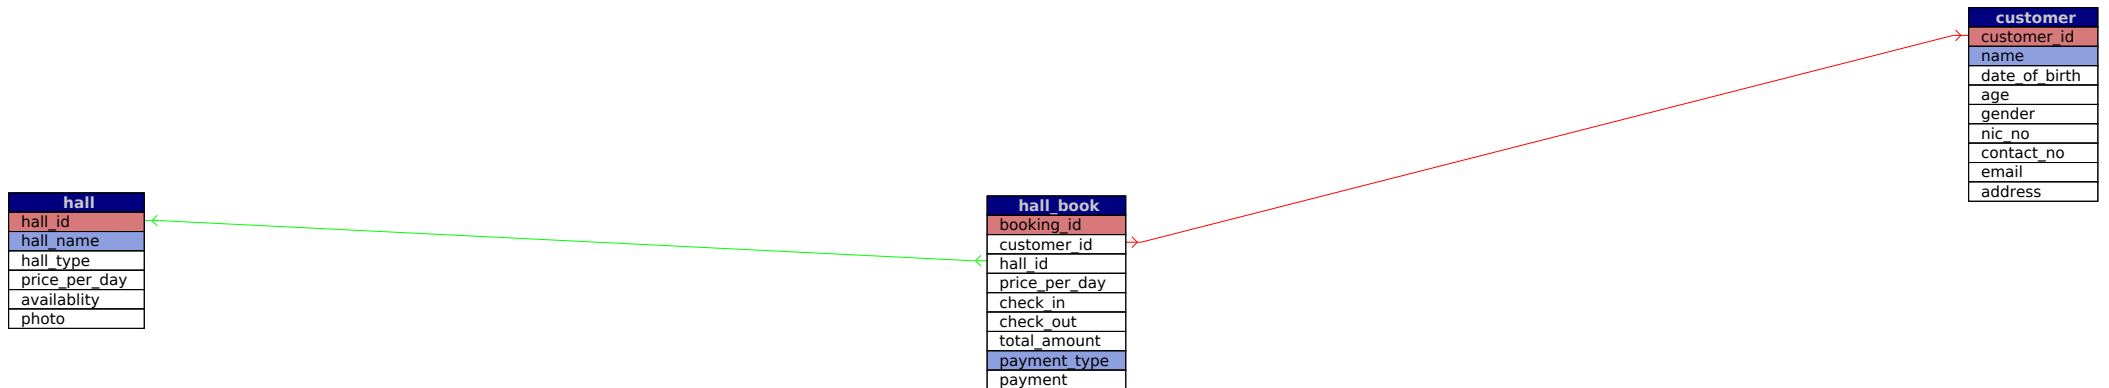 hall
hall_id
hall_name
hall_type
price_per_day
availablity
photo
hall_book
booking_id
customer_id
hall_id
price_per_day
check_in
check_out
total_amount
payment_type
payment
customer
customer_id
name
date_of_birth
age
gender
nic_no
contact_no
email
address